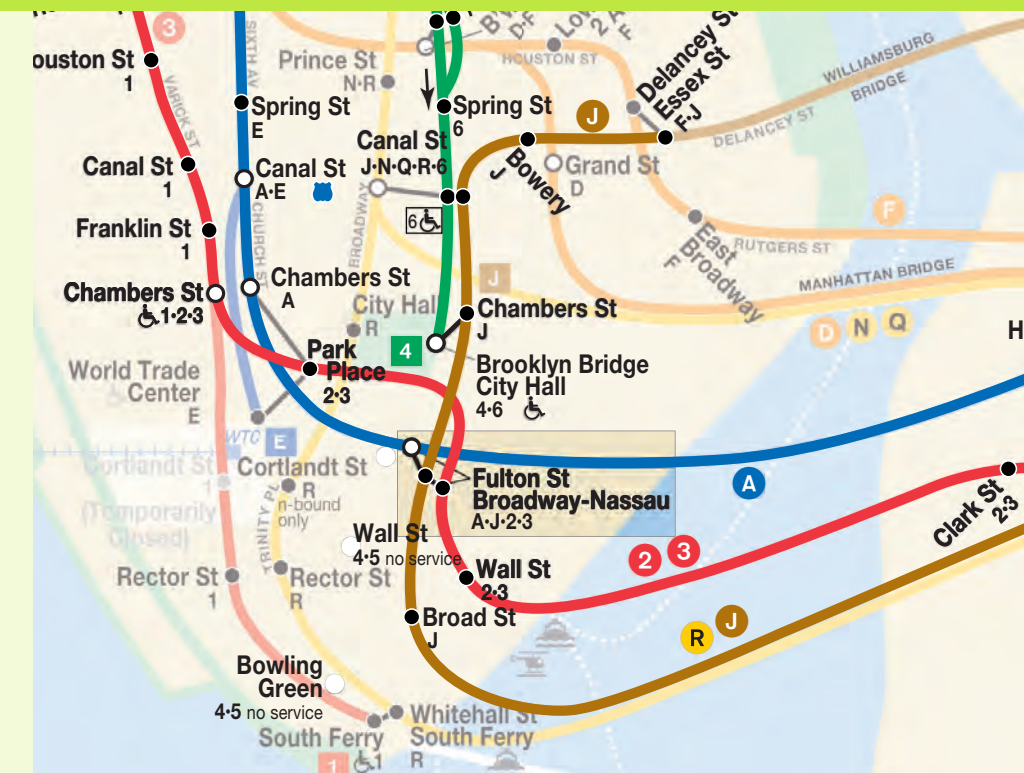 ouston St
1
3
VARICK ST
SIXTH AV
Spring St
E
Canal St
1
Canal St
A·E
CHURCH ST
Franklin St
1
Chambers St
1·2·3
Chambers St
A
Prince St
N·R
D·F
HOUSTON ST
2
F
Spring St
6
Canal St
J·N·Q·R·6
6
BROADWAY
J
Bowery
J
Delancey St
Essex St
F·J
WILLIAMSBURG
BRIDGE
DELANCEY ST
Grand St
D
F
East
Broadway
F
RUTGERS ST
MANHATTAN BRIDGE
D
N
Q
J
City Hall
R
4
Chambers St
J
Brooklyn Bridge
City Hall
4·6
H
Park
Place
2·3
World Trade
Center
E
WTC
E
Cortlandt St
1
(Temporarily
Closed)
Cortlandt St
R
n-bound
only
TRINITY PL
Fulton St
Broadway-Nassau
A·J·2·3
A
Clark St
2·3
Wall St
4·5 no service
Wall St
2·3
2
3
Rector St
1
Rector St
R
Broad St
J
R
J
Bowling
Green
4·5 no service
Whitehall St
South Ferry
R
South Ferry
1
1